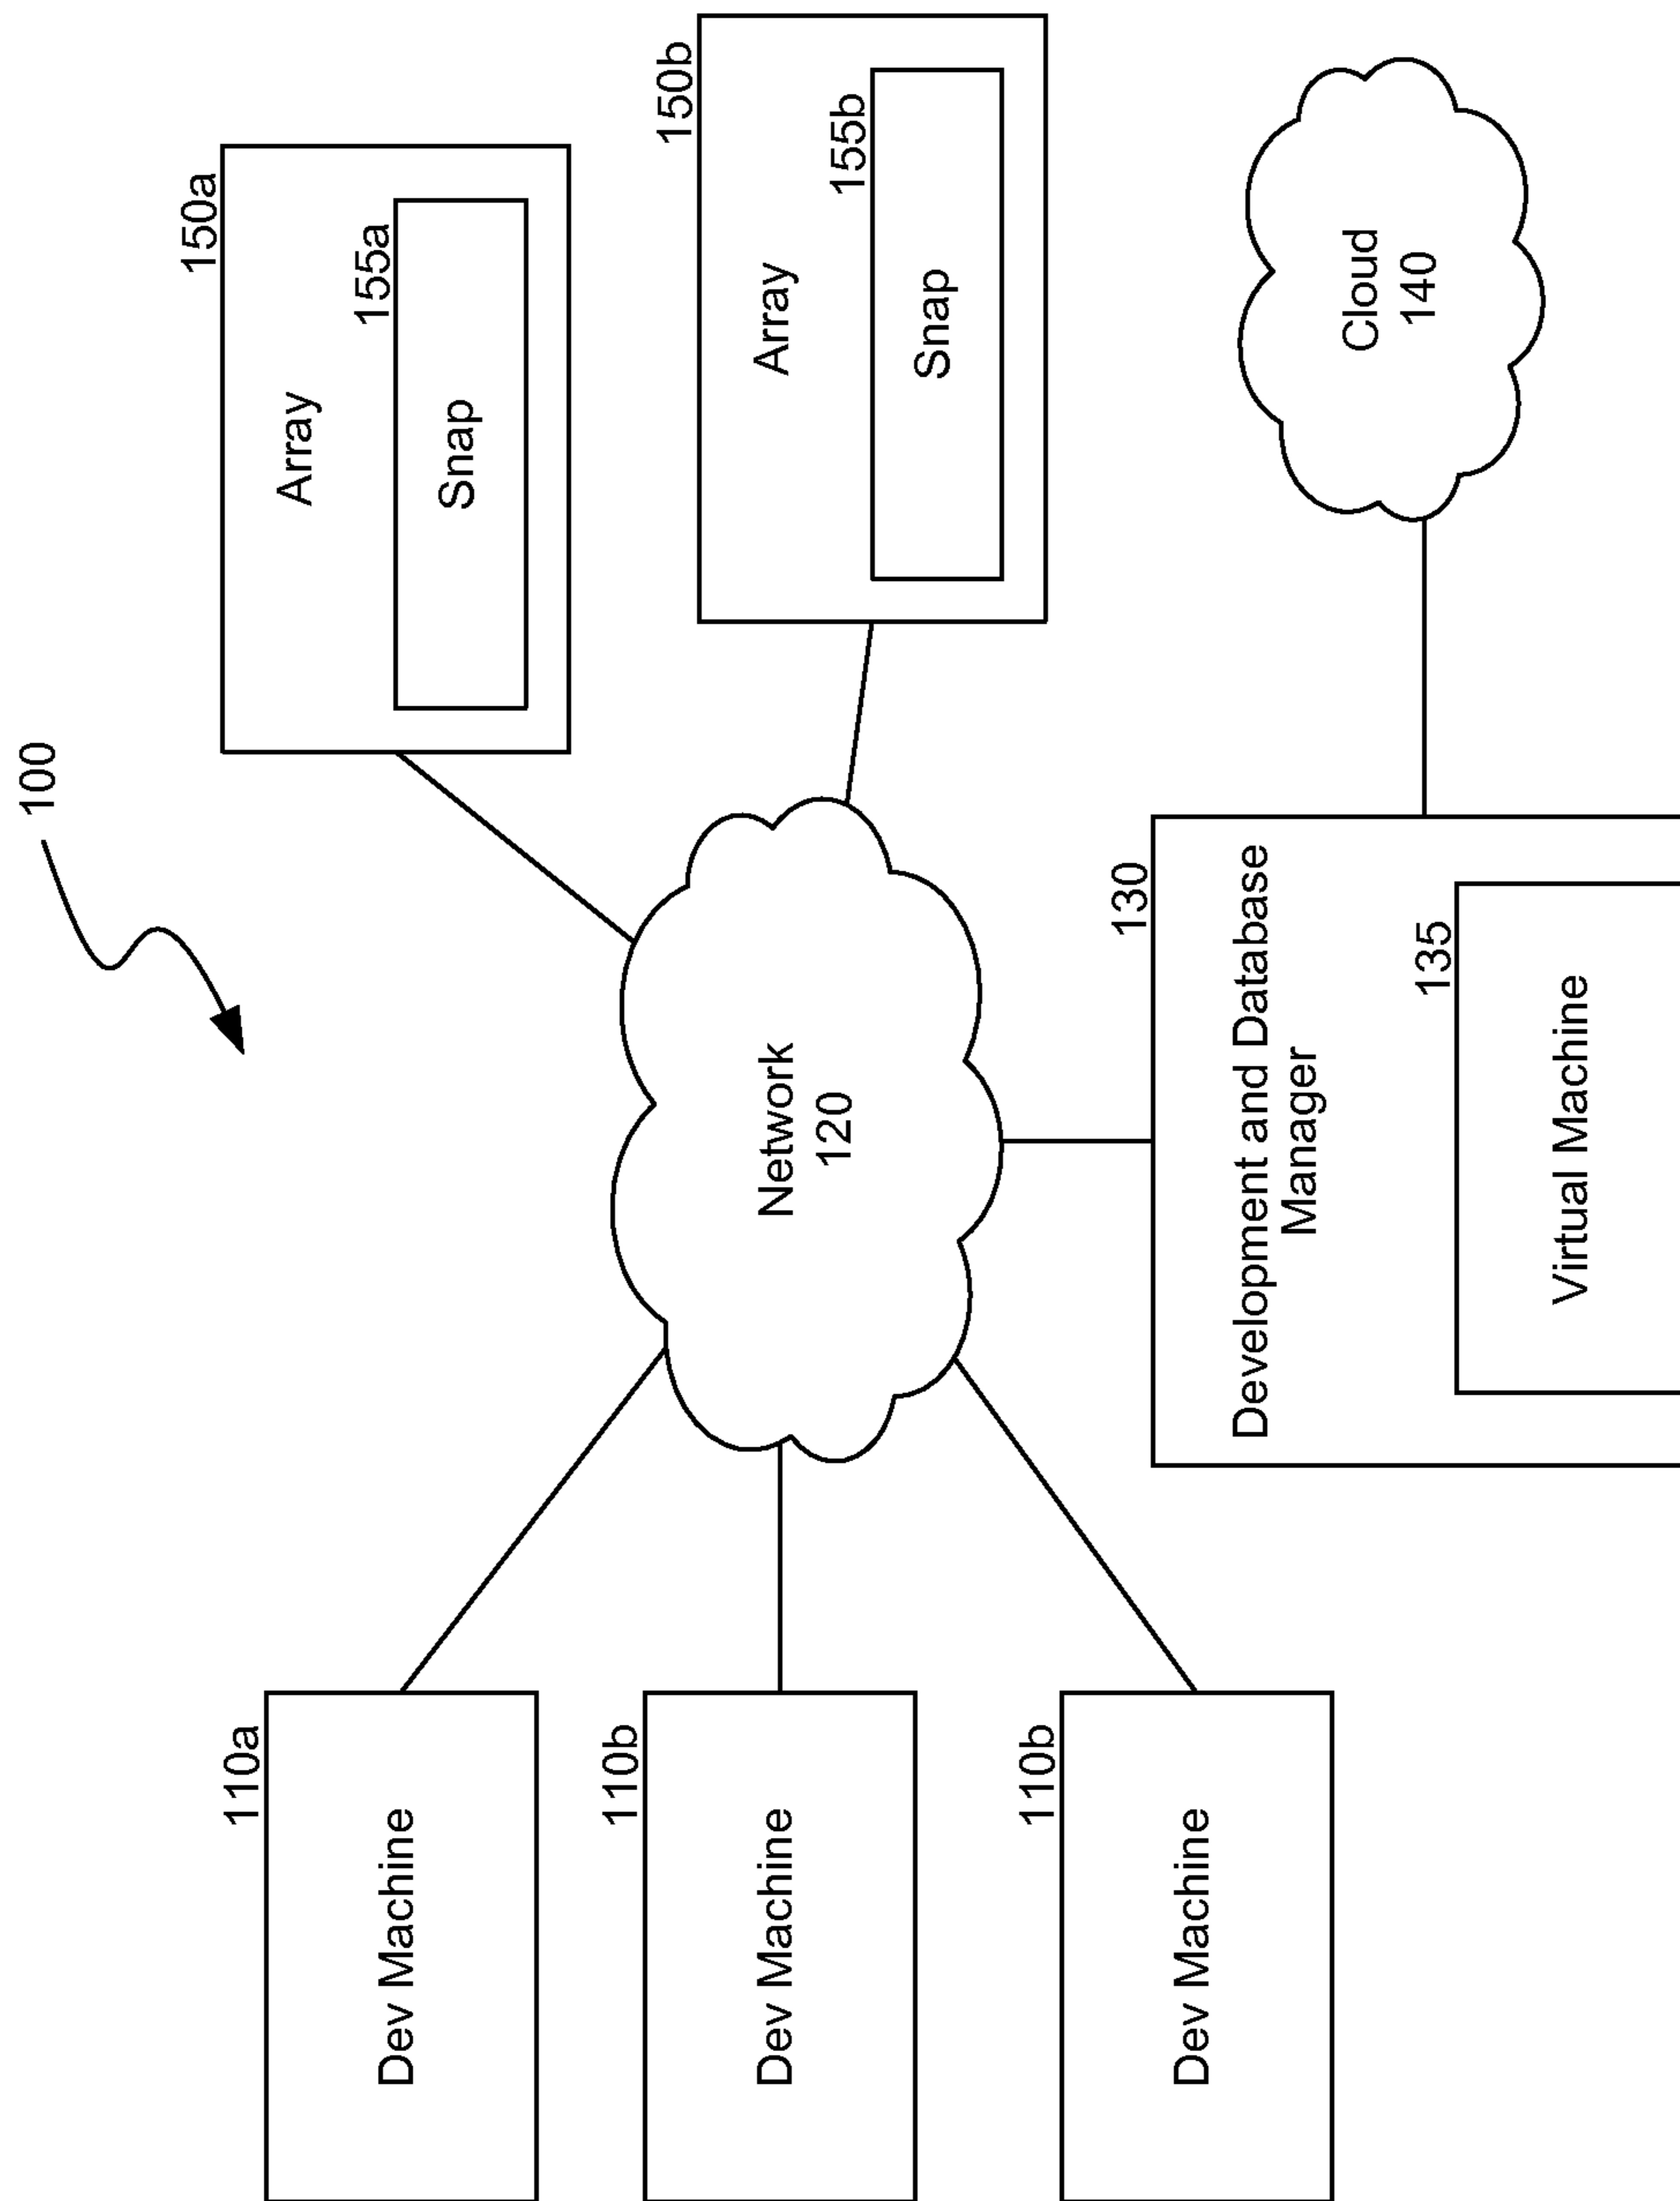 100
110a
Dev Machine
110b
Dev Machine
110b
Dev Machine
Network
120
150a
Array
155a
Snap
150b
Array
155b
Snap
130
Development and Database
Manager
135
Virtual Machine
Cloud
140